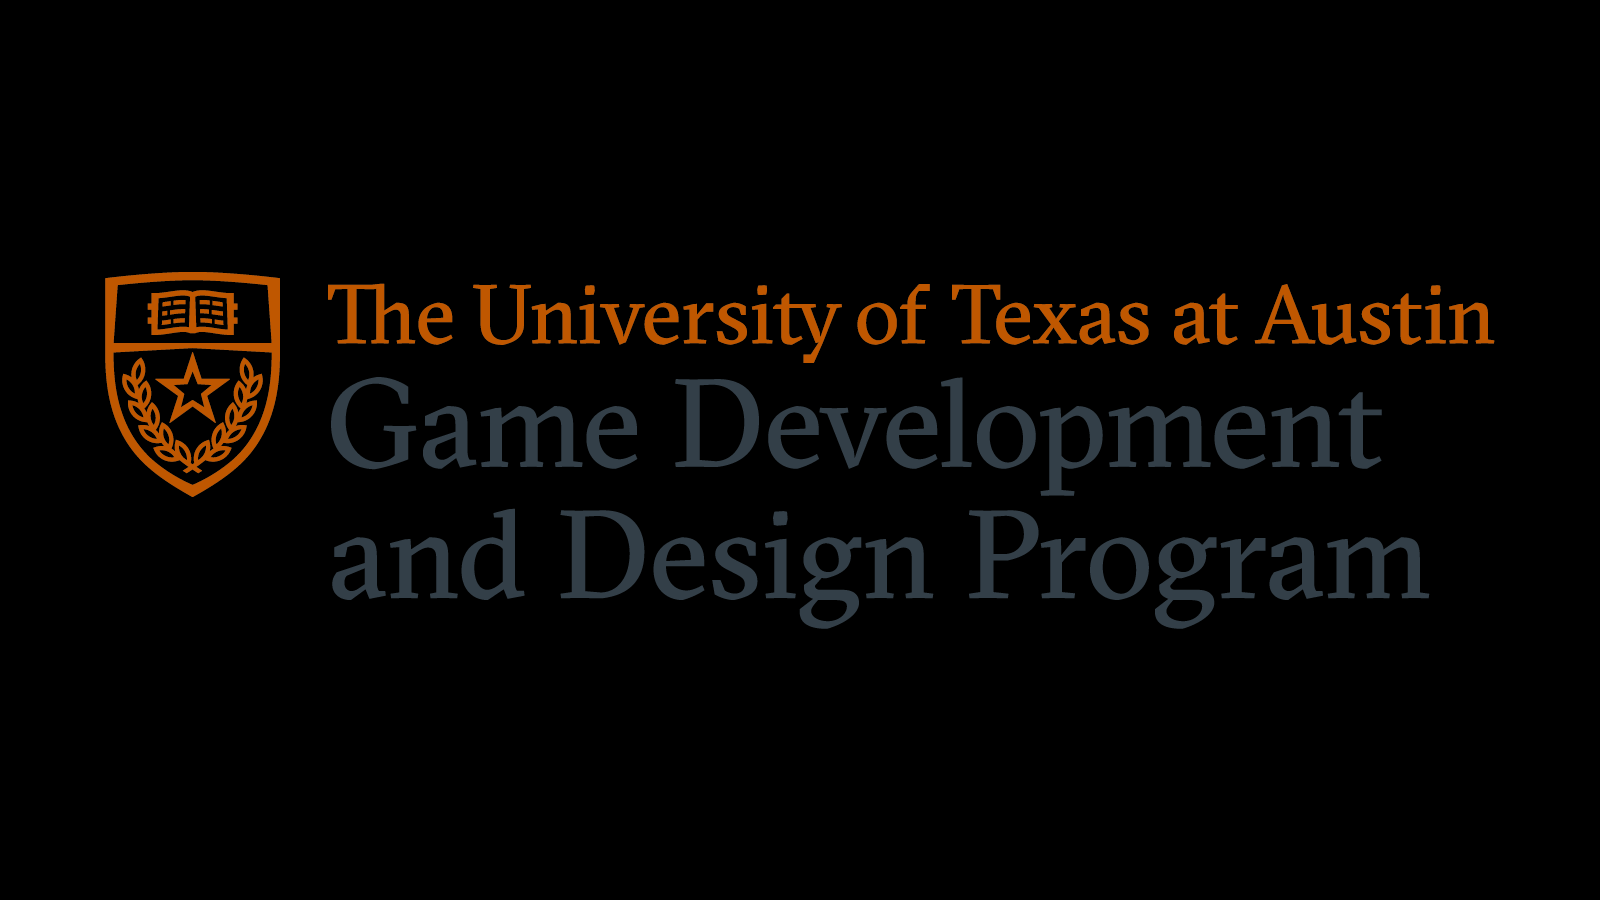 The University of Texas at Austin
Game Development
and Design Program